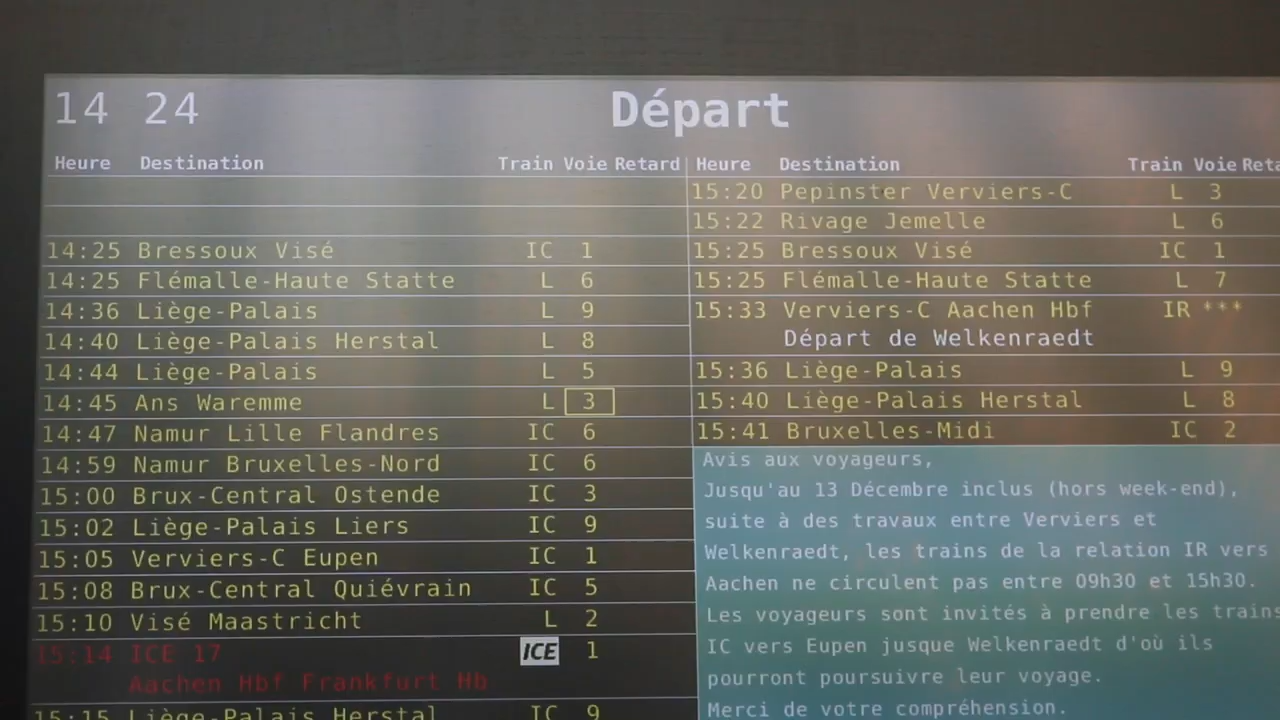 14 24 Départ
Heure Destination Train Voie Retard
14:25 Bressoux Visé IC 1
14:25 Flémalle-Haute Statte L 6
14:36 Liège-Palais L 9
14:40 Liège-Palais Herstal L 8
14:44 Liège-Palais L 5
14:45 Ans Waremme L 3
14:47 Namur Lille Flandres IC 6
14:59 Namur Bruxelles-Nord IC 6
15:00 Brux-Central Ostende IC 3
15:02 Liège-Palais Liers IC 9
15:05 Verviers-C Eupen IC 1
15:08 Brux-Central Quiévrain IC 5
15:10 Visé Maastricht L 2
15:14 ICE 17 ICE 1
Aachen Hbf Frankfurt Hb
15:15 Liège-Palais Herstal IC 9
Heure Destination Train Voie Reta
15:20 Pepinster Verviers-C L 3
15:22 Rivage Jemelle L 6
15:25 Bressoux Visé IC 1
15:25 Flémalle-Haute Statte L 7
15:33 Verviers-C Aachen Hbf IR ***
Départ de Welkenraedt
15:36 Liège-Palais L 9
15:40 Liège-Palais Herstal L 8
15:41 Bruxelles-Midi IC 2
Avis aux voyageurs,
Jusqu'au 13 Décembre inclus (hors week-end),
suite à des travaux entre Verviers et
Welkenraedt, les trains de la relation IR vers
Aachen ne circulent pas entre 09h30 et 15h30.
Les voyageurs sont invités à prendre les trains
IC vers Eupen jusque Welkenraedt d'où ils
pourront poursuivre leur voyage.
Merci de votre compréhension.